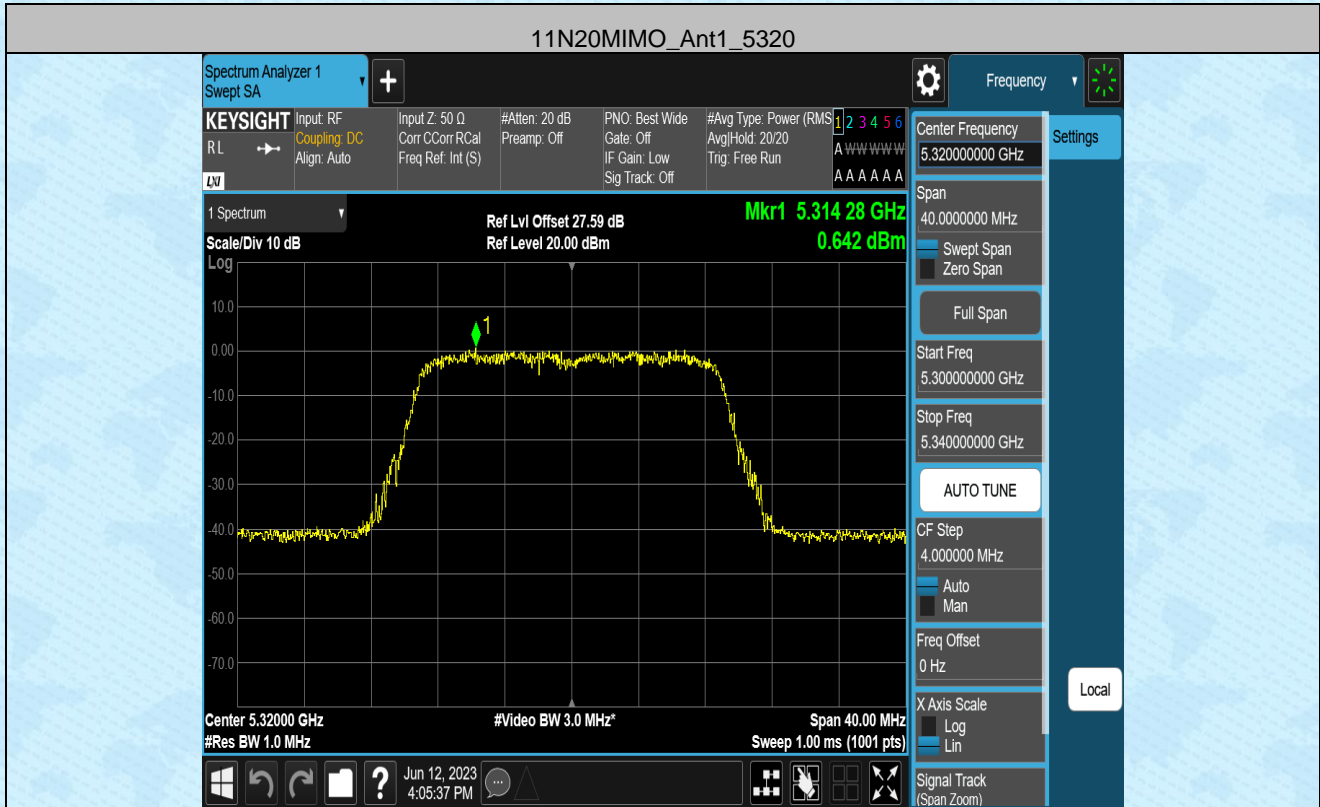 11N20MIMO_Ant1_5320
Spectrum Analyzer 1
Swept SA
+
Frequency
KEYSIGHT
R L
LXI
Input: RF
Coupling: DC
Align: Auto
Input Z: 50 Ω
Corr CCorr RCal
Freq Ref: Int (S)
#Atten: 20 dB
Preamp: Off
PNO: Best Wide
Gate: Off
IF Gain: Low
Sig Track: Off
#Avg Type: Power (RMS
Avg|Hold: 20/20
Trig: Free Run
1 2 3 4 5 6
A W W W W W
A A A A A A
1 Spectrum
Scale/Div 10 dB
Log
Ref Lvl Offset 27.59 dB
Ref Level 20.00 dBm
Mkr1 5.314 28 GHz
0.642 dBm
10.0
0.00
-10.0
-20.0
-30.0
-40.0
-50.0
-60.0
-70.0
1
Center 5.32000 GHz
#Res BW 1.0 MHz
#Video BW 3.0 MHz*
Span 40.00 MHz
Sweep 1.00 ms (1001 pts)
Center Frequency
5.320000000 GHz
Span
40.0000000 MHz
Swept Span
Zero Span
Full Span
Start Freq
5.300000000 GHz
Stop Freq
5.340000000 GHz
AUTO TUNE
CF Step
4.000000 MHz
Auto
Man
Freq Offset
0 Hz
X Axis Scale
Log
Lin
Signal Track
(Span Zoom)
Settings
Local
?
Jun 12, 2023
4:05:37 PM